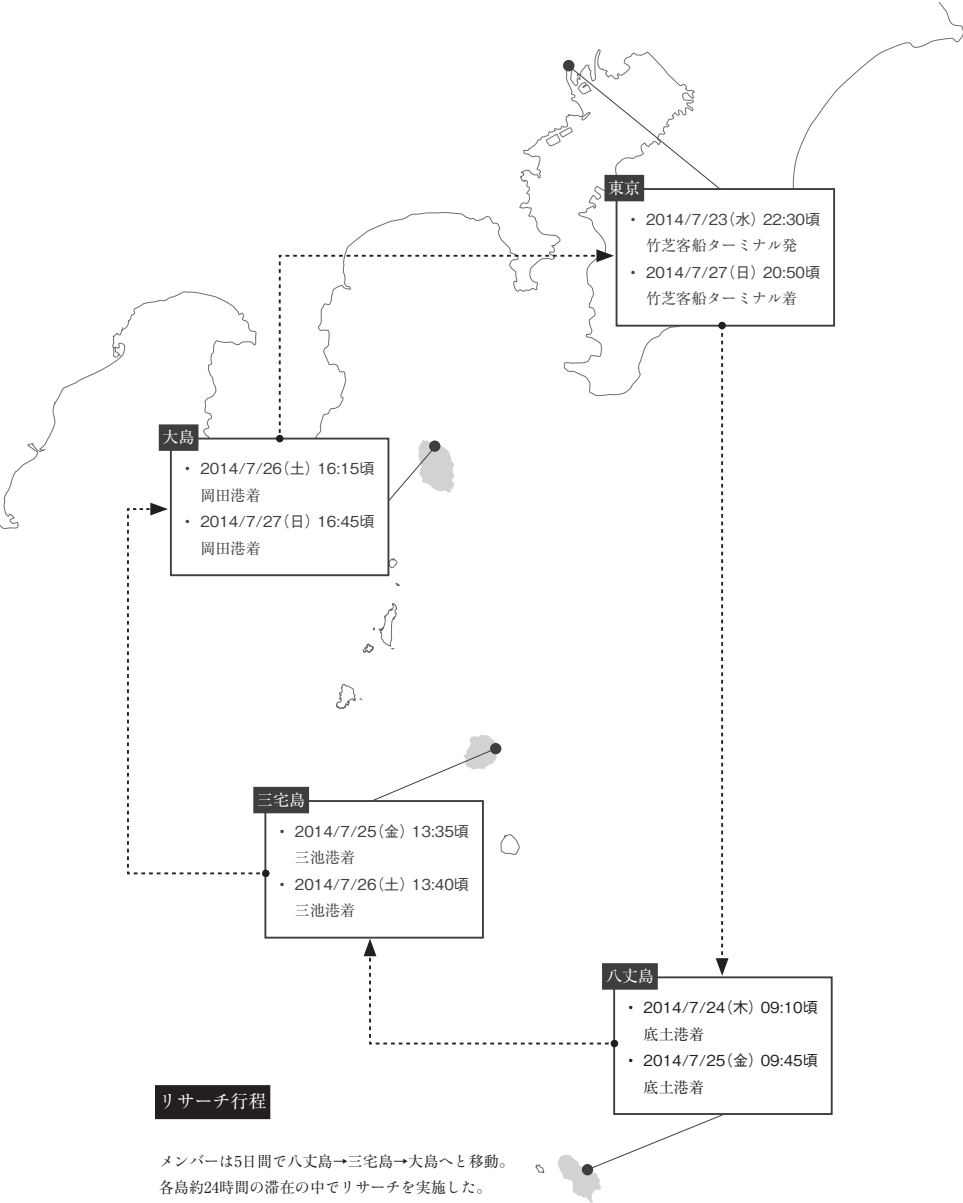 東京
・ 2014/7/23（水） 22:30頃
竹芝客船ターミナル発
・ 2014/7/27（日） 20:50頃
竹芝客船ターミナル着
大島
・ 2014/7/26（土） 16:15頃
岡田港着
・ 2014/7/27（日） 16:45頃
岡田港着
三宅島
・ 2014/7/25（金） 13:35頃
三池港着
・ 2014/7/26（土） 13:40頃
三池港着
八丈島
・ 2014/7/24（木） 09:10頃
底土港着
・ 2014/7/25（金） 09:45頃
底土港着
リサーチ行程
メンバーは5日間で八丈島→三宅島→大島へと移動。
各島約24時間の滞在の中でリサーチを実施した。